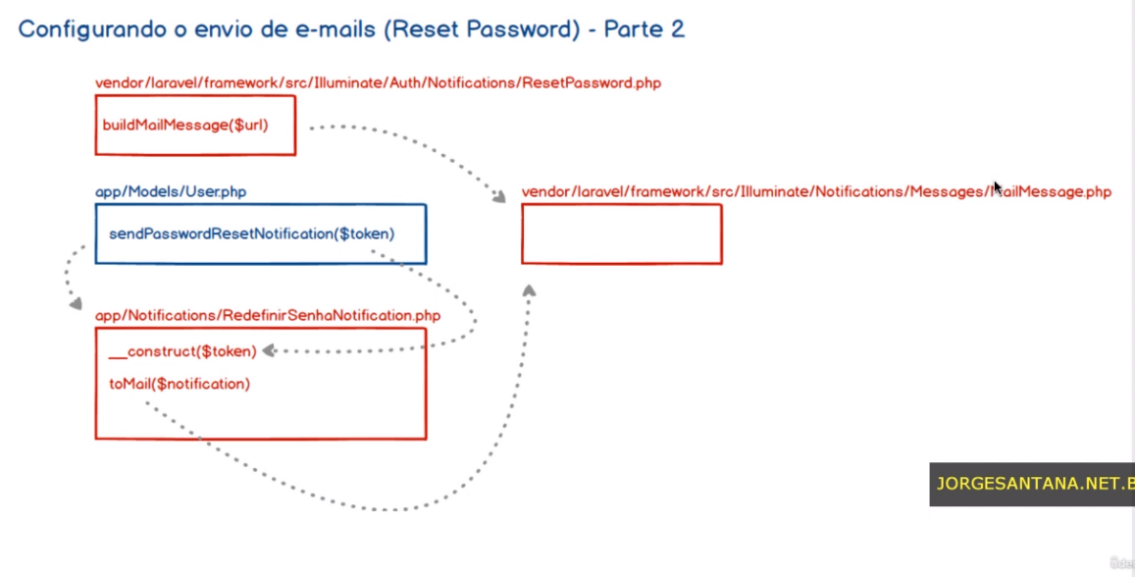 Configurando o envio de e-mails (Reset Password) - Parte 2
vendor/laravel/framework/src/Illuminate/Auth/Notifications/ResetPassword.php
buildMailMessage($url)
app/Models/User.php
vendor/laravel/framework/src/Illuminate/Notifications/Messages/MailMessage.php
sendPasswordResetNotification($token)
app/Notifications/RedefinirSenhaNotification.php
__construct($token)
toMail($notification)
JORGESANTANA.NET.B